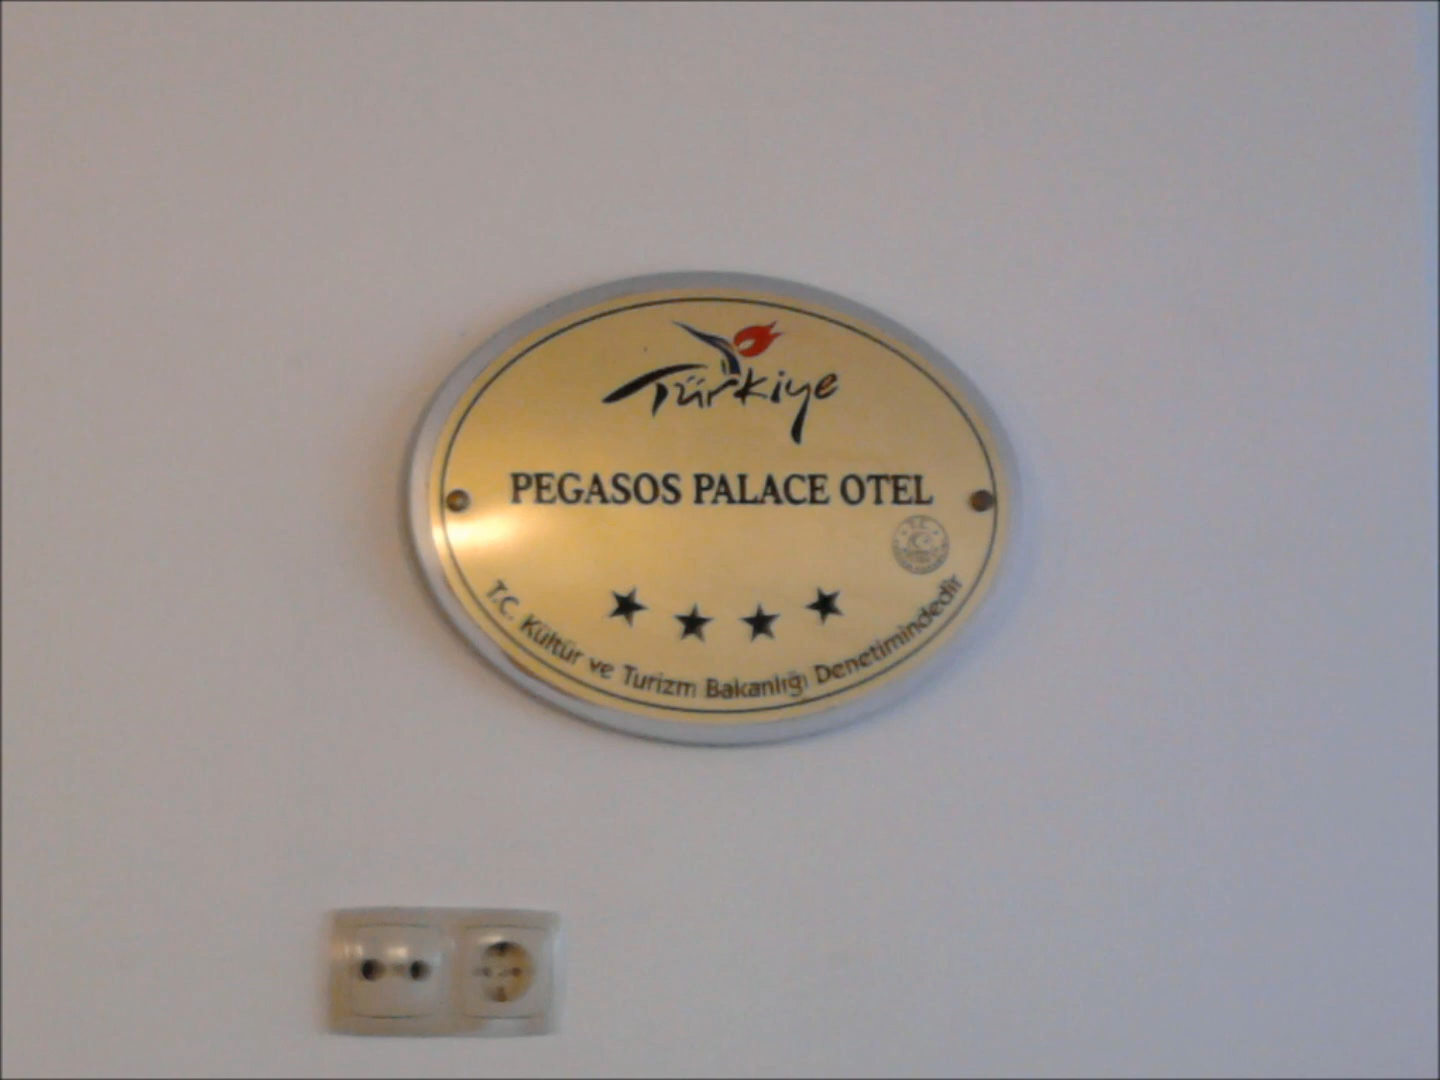 Türkiye
PEGASOS PALACE OTEL
T.C.
T.C. Kültür ve Turizm Bakanlığı Denetimindedir